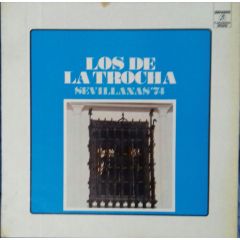 LOS DE
LA TROCHA
SEVILLANAS'74